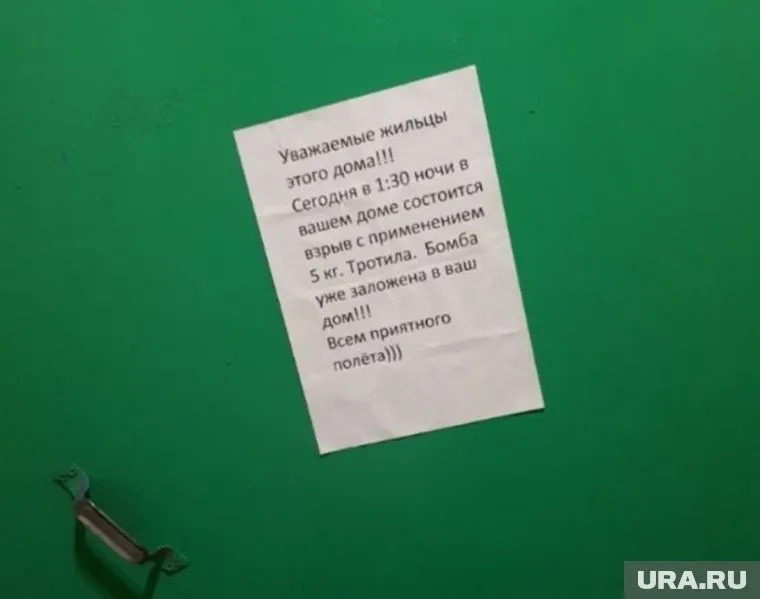 Уважаемые жильцы
этого дома!!!
Сегодня в 1:30 ночи в
вашем доме состоится
взрыв с применением
5 кг. Тротила. Бомба
уже заложена в ваш
дом!!!
Всем приятного
полёта)))
URA.RU